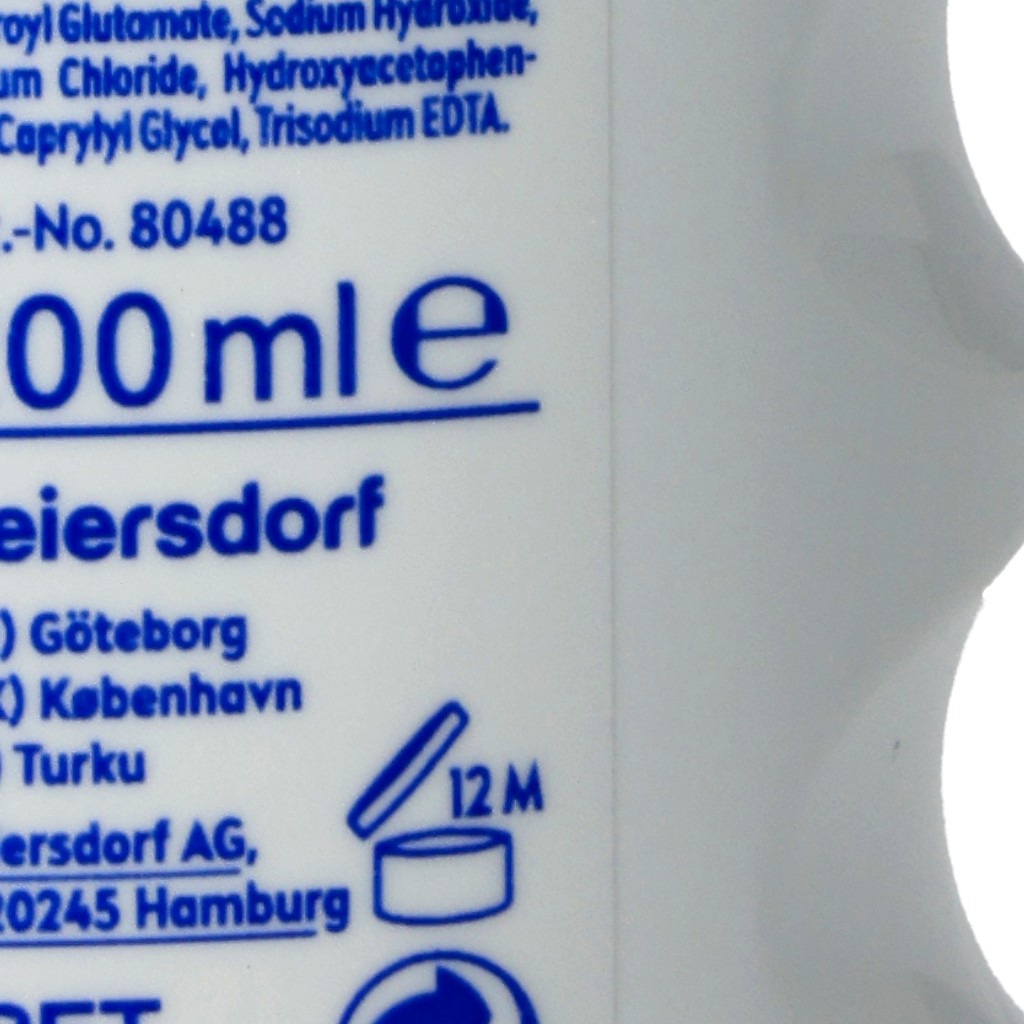 royl Glutamate, Sodium Hydroxide,
um Chloride, Hydroxyacetophen-
Caprylyl Glycol, Trisodium EDTA.
.-No. 80488
00 ml e
eiersdorf
) Göteborg
K) København
) Turku
12 M
ersdorf AG,
20245 Hamburg
PET